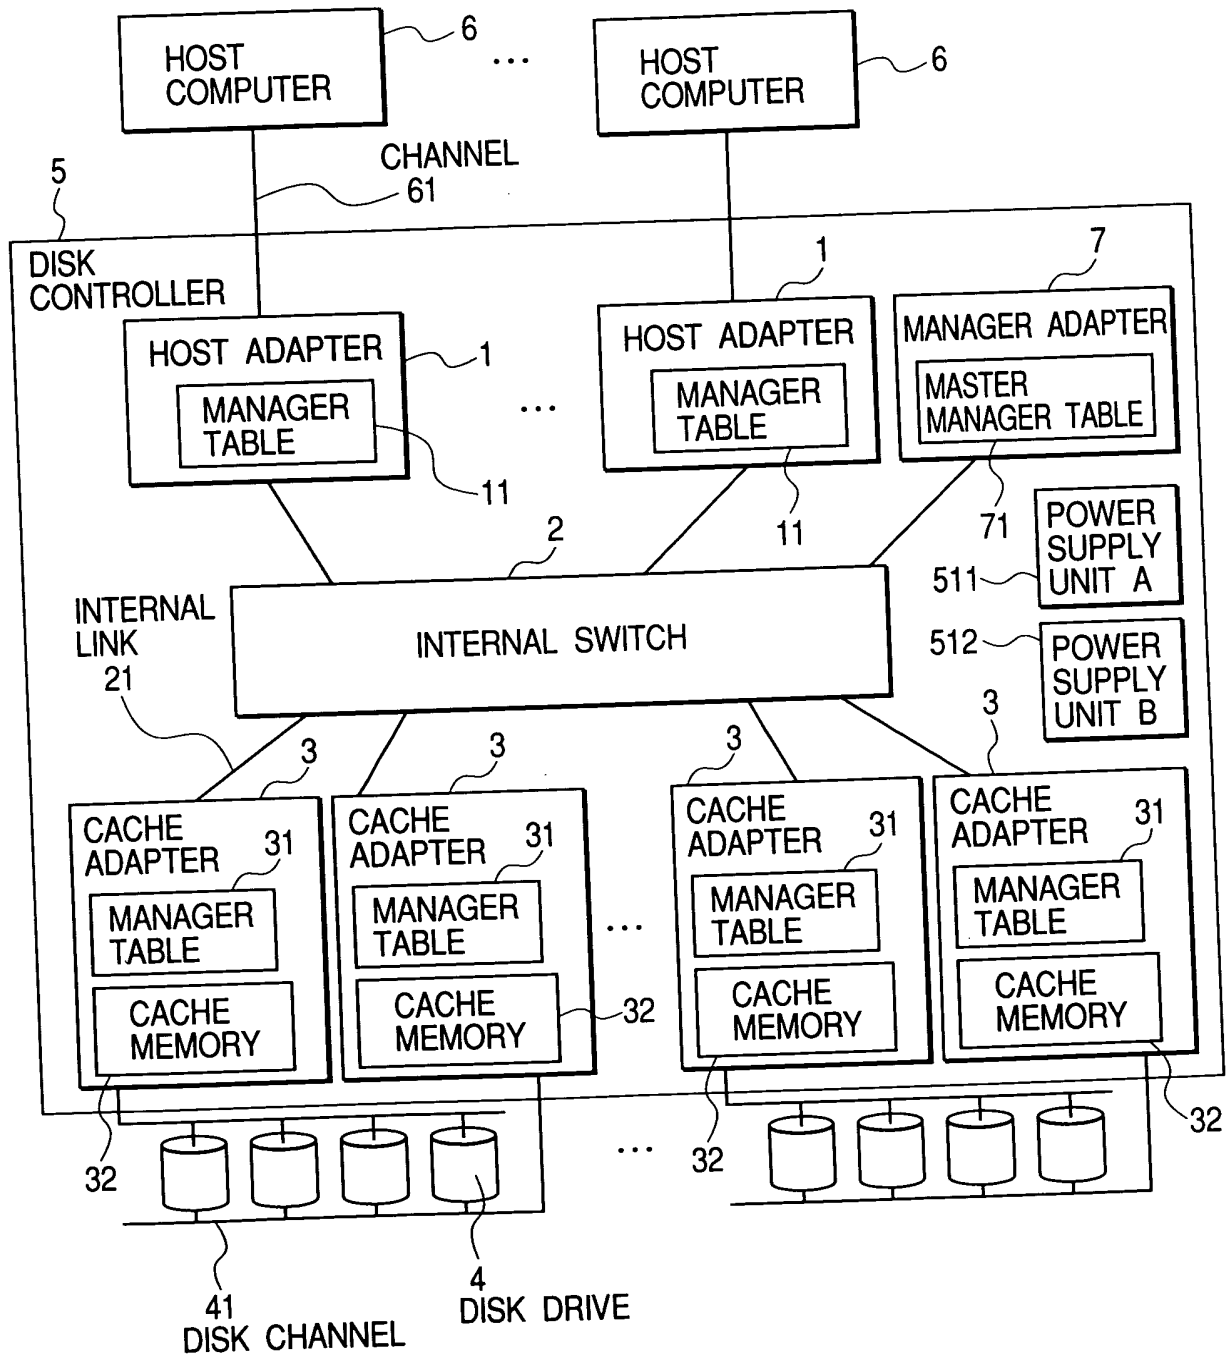 HOST
COMPUTER
6
...
HOST
COMPUTER
6
CHANNEL
61
5
DISK
CONTROLLER
HOST ADAPTER
1
MANAGER
TABLE
11
...
1
HOST ADAPTER
MANAGER
TABLE
11
7
MANAGER ADAPTER
MASTER
MANAGER TABLE
71
POWER
SUPPLY
UNIT A
511
POWER
SUPPLY
UNIT B
512
2
INTERNAL SWITCH
INTERNAL
LINK
21
3
CACHE
ADAPTER
31
MANAGER
TABLE
CACHE
MEMORY
32
3
CACHE
ADAPTER
31
MANAGER
TABLE
CACHE
MEMORY
32
...
3
CACHE
ADAPTER
31
MANAGER
TABLE
CACHE
MEMORY
32
3
CACHE
ADAPTER
31
MANAGER
TABLE
CACHE
MEMORY
32
...
41
DISK CHANNEL
4
DISK DRIVE